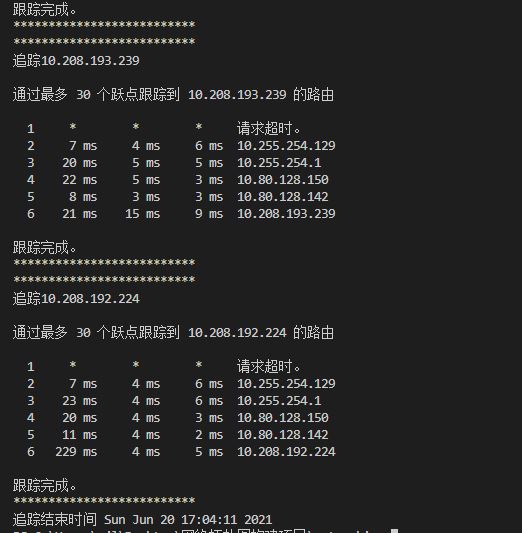 跟踪完成。
**************************
**************************
追踪10.208.193.239
通过最多 30 个跃点跟踪到 10.208.193.239 的路由
1 * * * 请求超时。
2 7 ms 4 ms 6 ms 10.255.254.129
3 20 ms 5 ms 5 ms 10.255.254.1
4 22 ms 5 ms 3 ms 10.80.128.150
5 8 ms 3 ms 3 ms 10.80.128.142
6 21 ms 15 ms 9 ms 10.208.193.239
跟踪完成。
**************************
**************************
追踪10.208.192.224
通过最多 30 个跃点跟踪到 10.208.192.224 的路由
1 * * * 请求超时。
2 7 ms 4 ms 6 ms 10.255.254.129
3 23 ms 4 ms 6 ms 10.255.254.1
4 20 ms 4 ms 3 ms 10.80.128.150
5 11 ms 4 ms 2 ms 10.80.128.142
6 229 ms 4 ms 5 ms 10.208.192.224
跟踪完成。
**************************
追踪结束时间 Sun Jun 20 17:04:11 2021